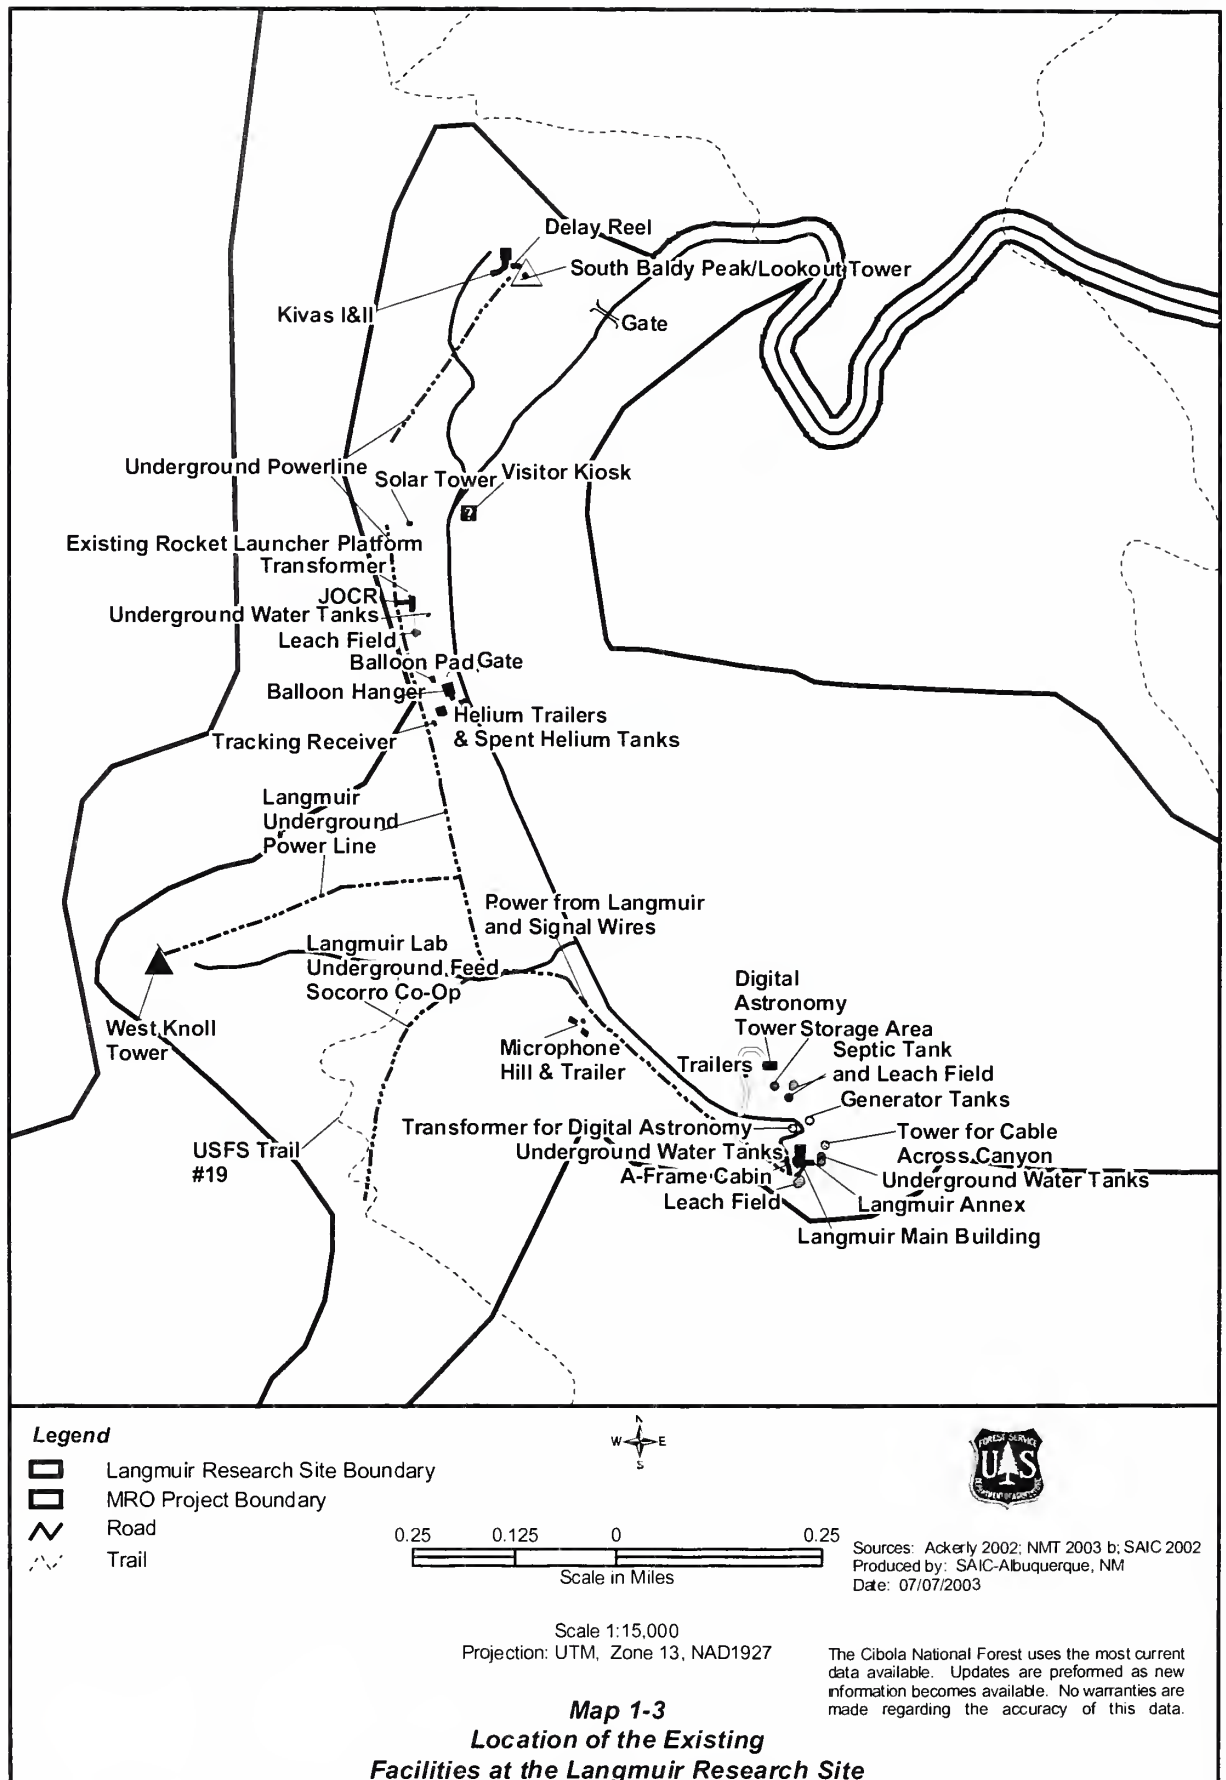 Delay Reel
South Baldy Peak/Lookout Tower
Kivas I&II
Gate
Underground Powerline
Solar Tower
Visitor Kiosk
?
Existing Rocket Launcher Platform
Transformer
JOCR
Underground Water Tanks
Leach Field
Balloon Pad
Gate
Balloon Hanger
Helium Trailers
& Spent Helium Tanks
Tracking Receiver
Langmuir
Underground
Power Line
Power from Langmuir
and Signal Wires
Langmuir Lab
Underground Feed
Socorro Co-Op
West Knoll
Tower
Digital
Astronomy
Tower
Storage Area
Microphone
Hill & Trailer
Trailers
Septic Tank
and Leach Field
Generator Tanks
Transformer for Digital Astronomy
Tower for Cable
Across Canyon
USFS Trail
#19
Underground Water Tanks
A-Frame Cabin
Underground Water Tanks
Leach Field
Langmuir Annex
Langmuir Main Building
Legend
Langmuir Research Site Boundary
MRO Project Boundary
Road
Trail
N
W E
S
FOREST SERVICE
U S
DEPARTMENT OF AGRICULTURE
0.25 0.125 0 0.25
Scale in Miles
Sources: Ackerly 2002; NMT 2003 b; SAIC 2002
Produced by: SAIC-Albuquerque, NM
Date: 07/07/2003
Scale 1:15,000
Projection: UTM, Zone 13, NAD1927
The Cibola National Forest uses the most current
data available. Updates are preformed as new
information becomes available. No warranties are
made regarding the accuracy of this data.
Map 1-3
Location of the Existing
Facilities at the Langmuir Research Site